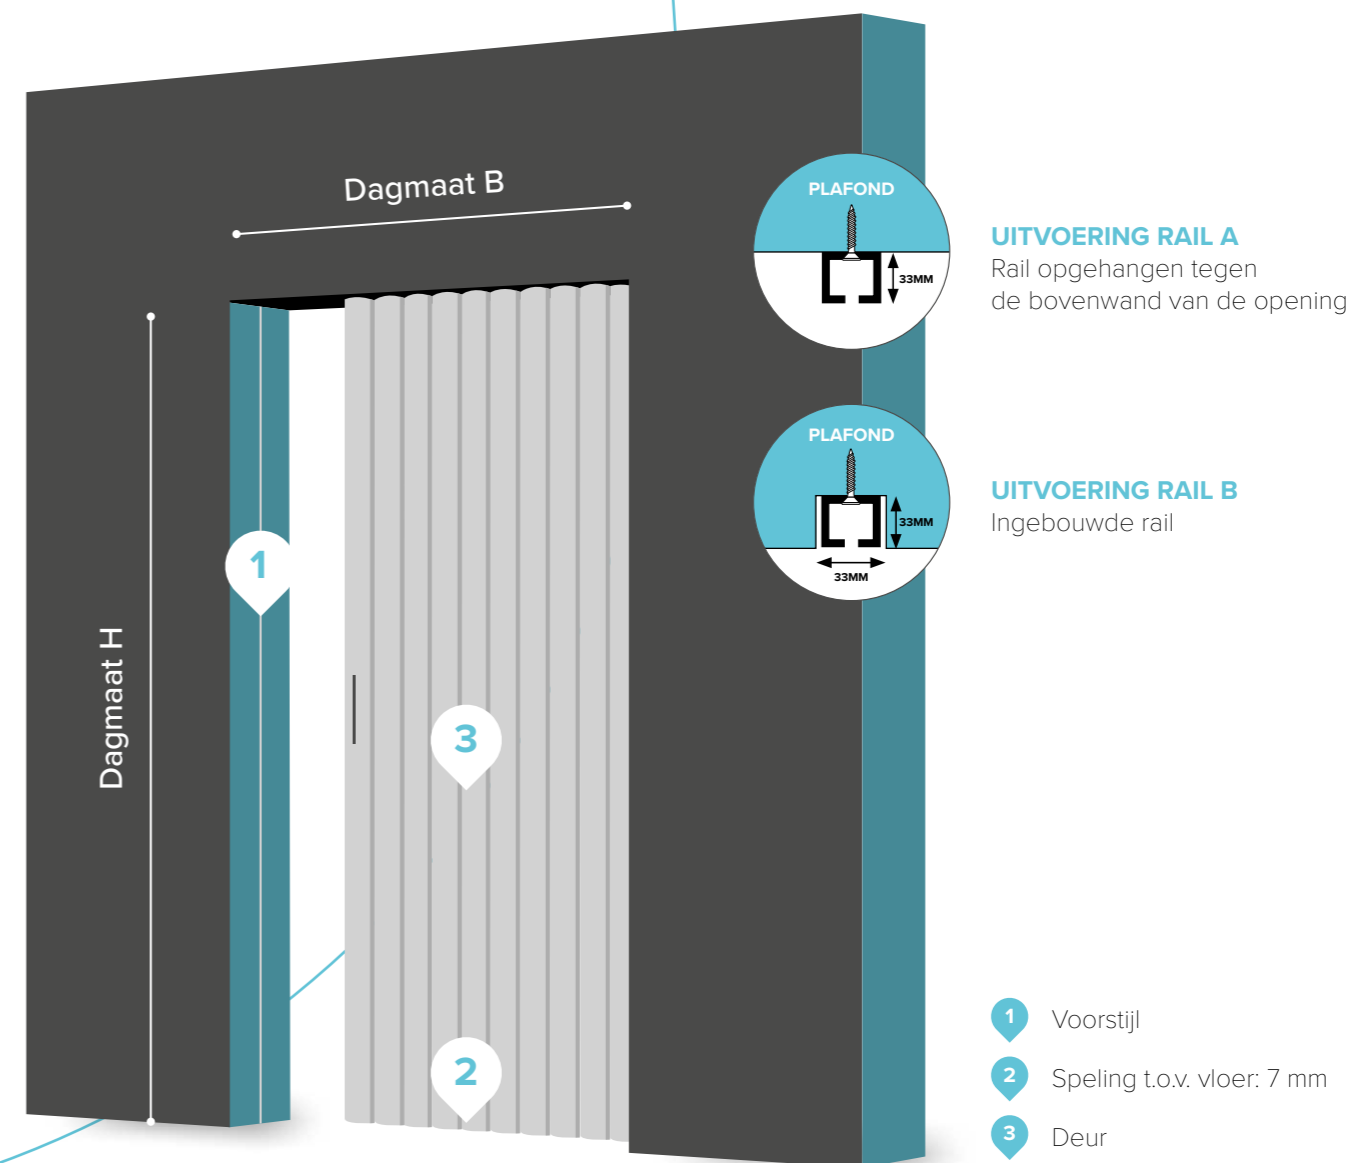 Dagmaat B
Dagmaat H
1
3
2
PLAFOND
33MM
UITVOERING RAIL A
Rail opgehangen tegen
de bovenwand van de opening
PLAFOND
33MM
33MM
UITVOERING RAIL B
Ingebouwde rail
1 Voorstijl
2 Speling t.o.v. vloer: 7 mm
3 Deur